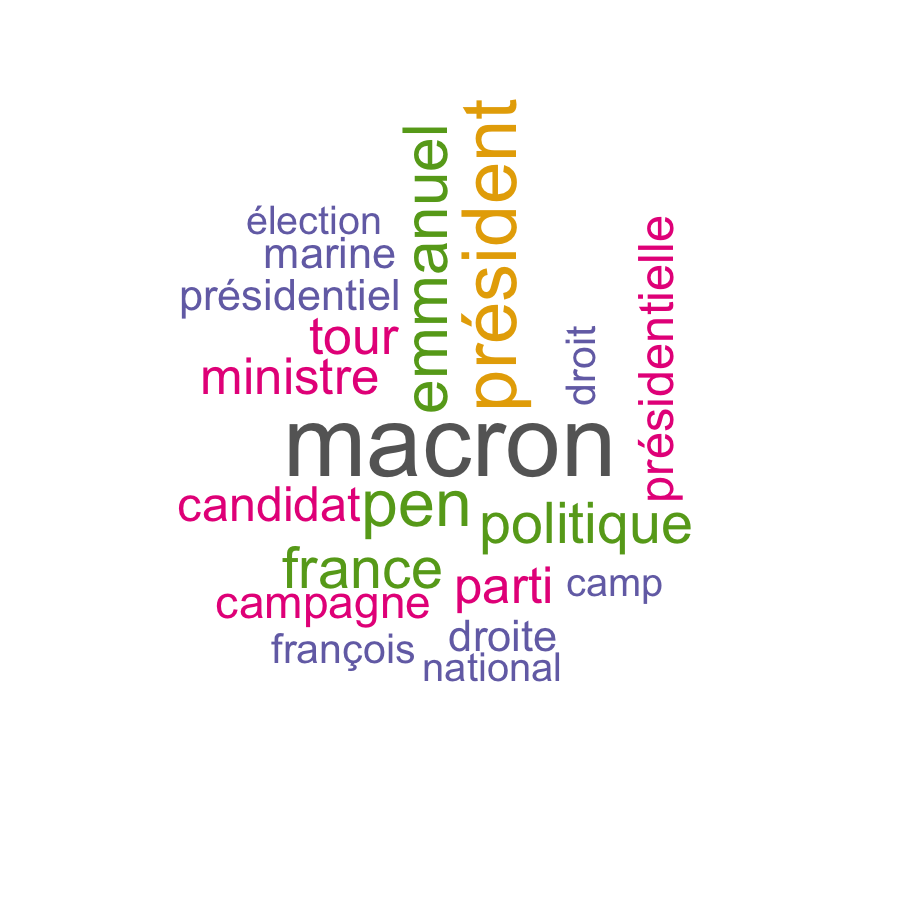 président
emmanuel
élection
marine
présidentielle
présidentiel
tour
droit
ministre
macron
candidat
pen
politique
france
parti
camp
campagne
droite
françois
national